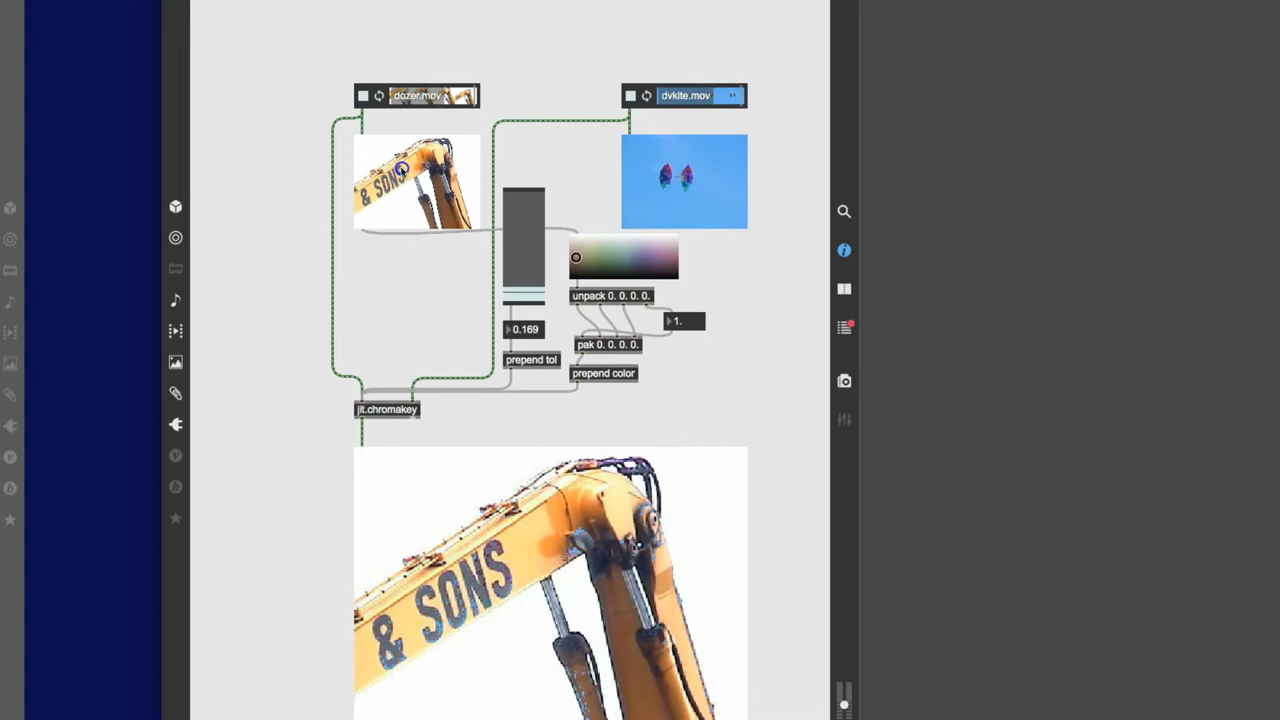 dozer.mov
dvkite.mov
& SONS
unpack 0. 0. 0. 0.
1.
0.169
pak 0. 0. 0. 0.
prepend tol
prepend color
jit.chromakey
& SONS